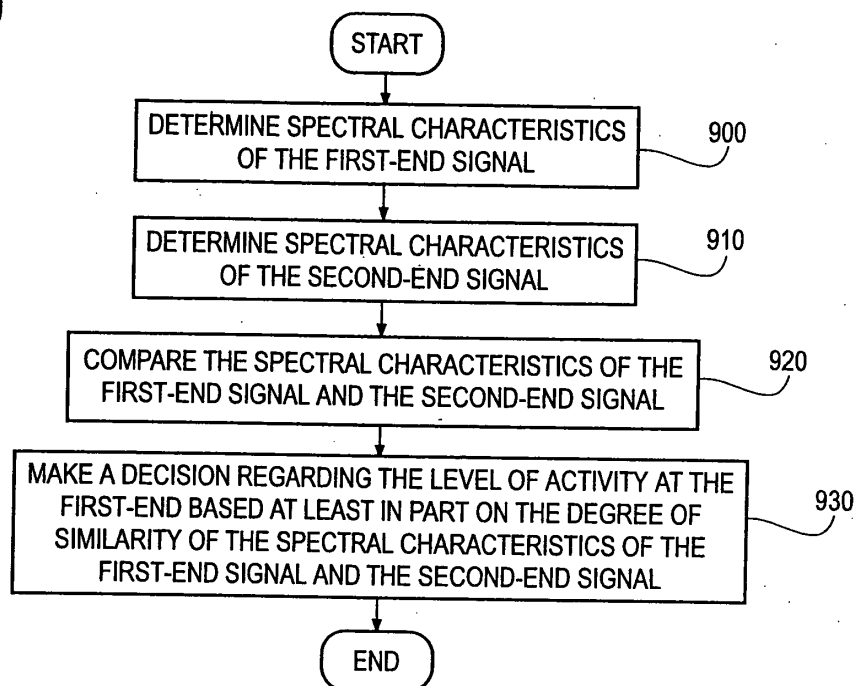 START
DETERMINE SPECTRAL CHARACTERISTICS
OF THE FIRST-END SIGNAL
900
DETERMINE SPECTRAL CHARACTERISTICS
OF THE SECOND-END SIGNAL
910
COMPARE THE SPECTRAL CHARACTERISTICS OF THE
FIRST-END SIGNAL AND THE SECOND-END SIGNAL
920
MAKE A DECISION REGARDING THE LEVEL OF ACTIVITY AT THE
FIRST-END BASED AT LEAST IN PART ON THE DEGREE OF
SIMILARITY OF THE SPECTRAL CHARACTERISTICS OF THE
FIRST-END SIGNAL AND THE SECOND-END SIGNAL
930
END